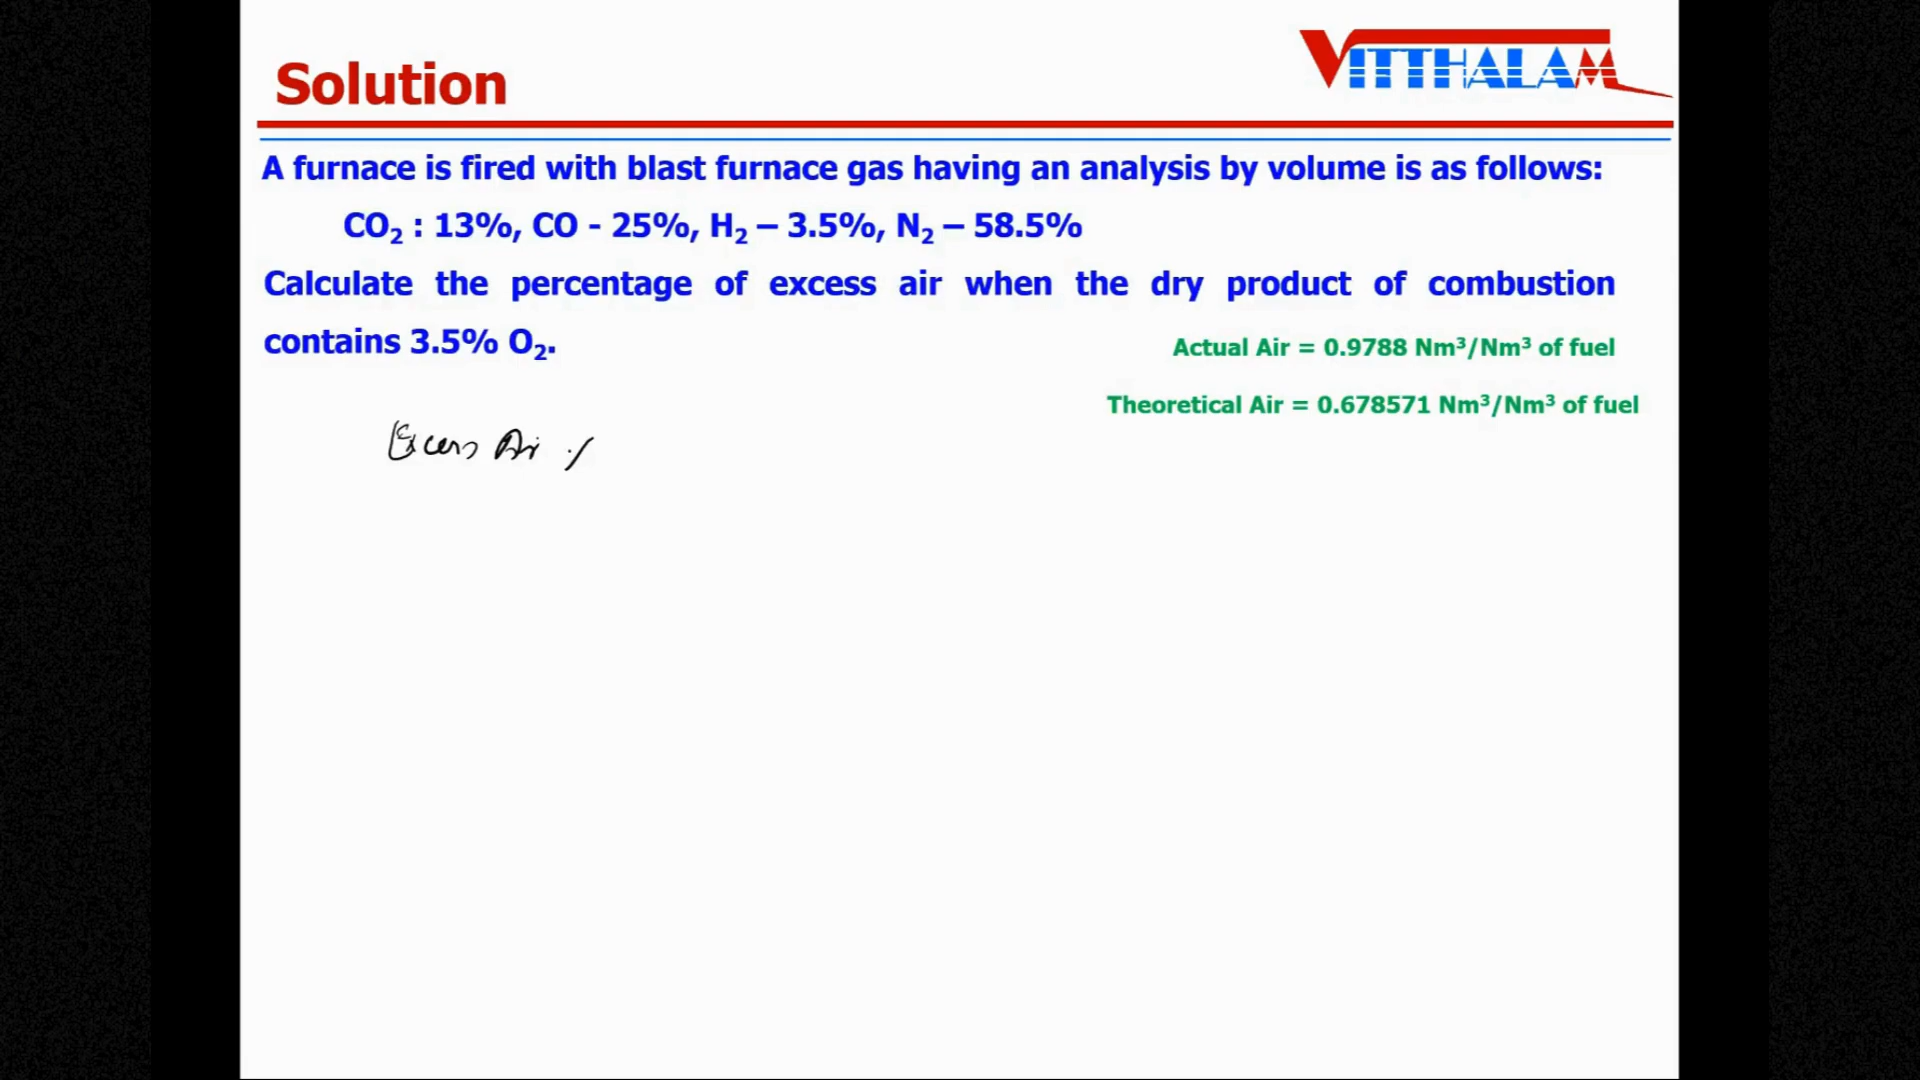 Solution
VITTHALAM
A furnace is fired with blast furnace gas having an analysis by volume is as follows:
CO₂ : 13%, CO - 25%, H₂ – 3.5%, N₂ – 58.5%
Calculate the percentage of excess air when the dry product of combustion
contains 3.5% O₂.
Actual Air = 0.9788 Nm³/Nm³ of fuel
Theoretical Air = 0.678571 Nm³/Nm³ of fuel
Excess Air %